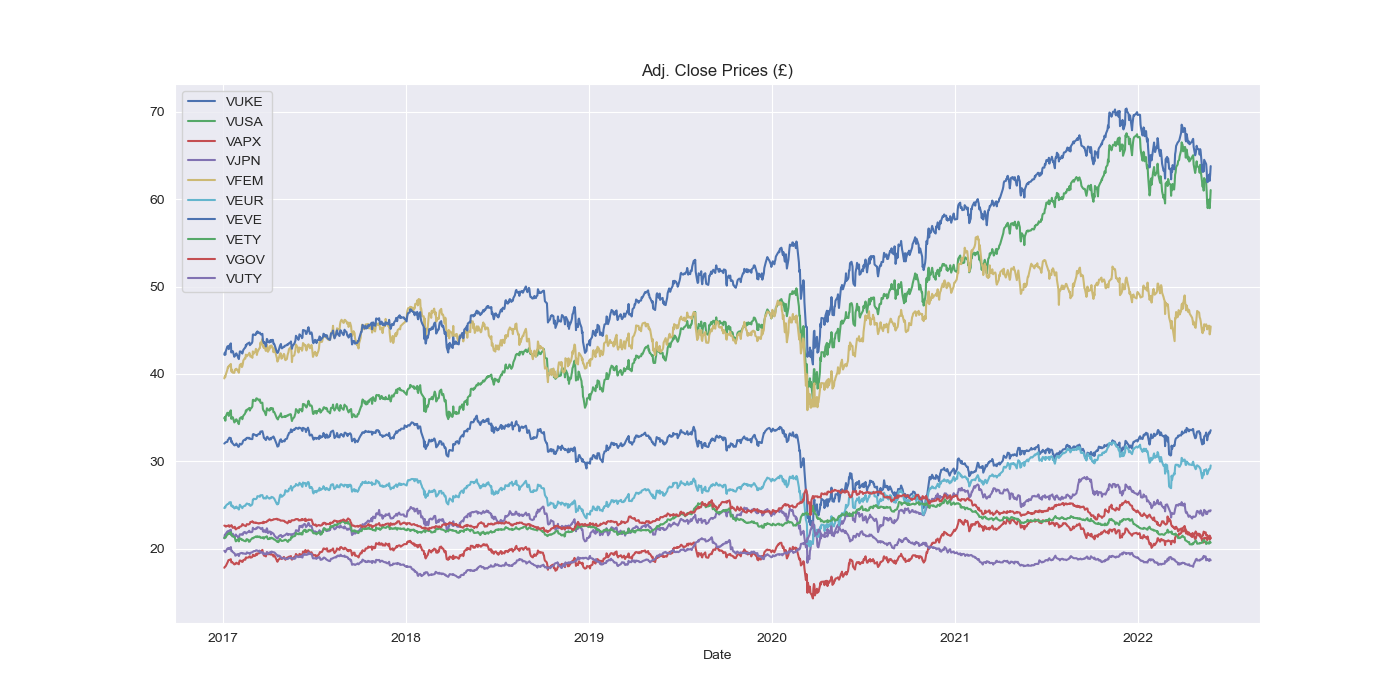 Adj. Close Prices (£)
70
60
50
40
30
20
VUKE
VUSA
VAPX
VJPN
VFEM
VEUR
VEVE
VETY
VGOV
VUTY
2017 2018 2019 2020 2021 2022
Date